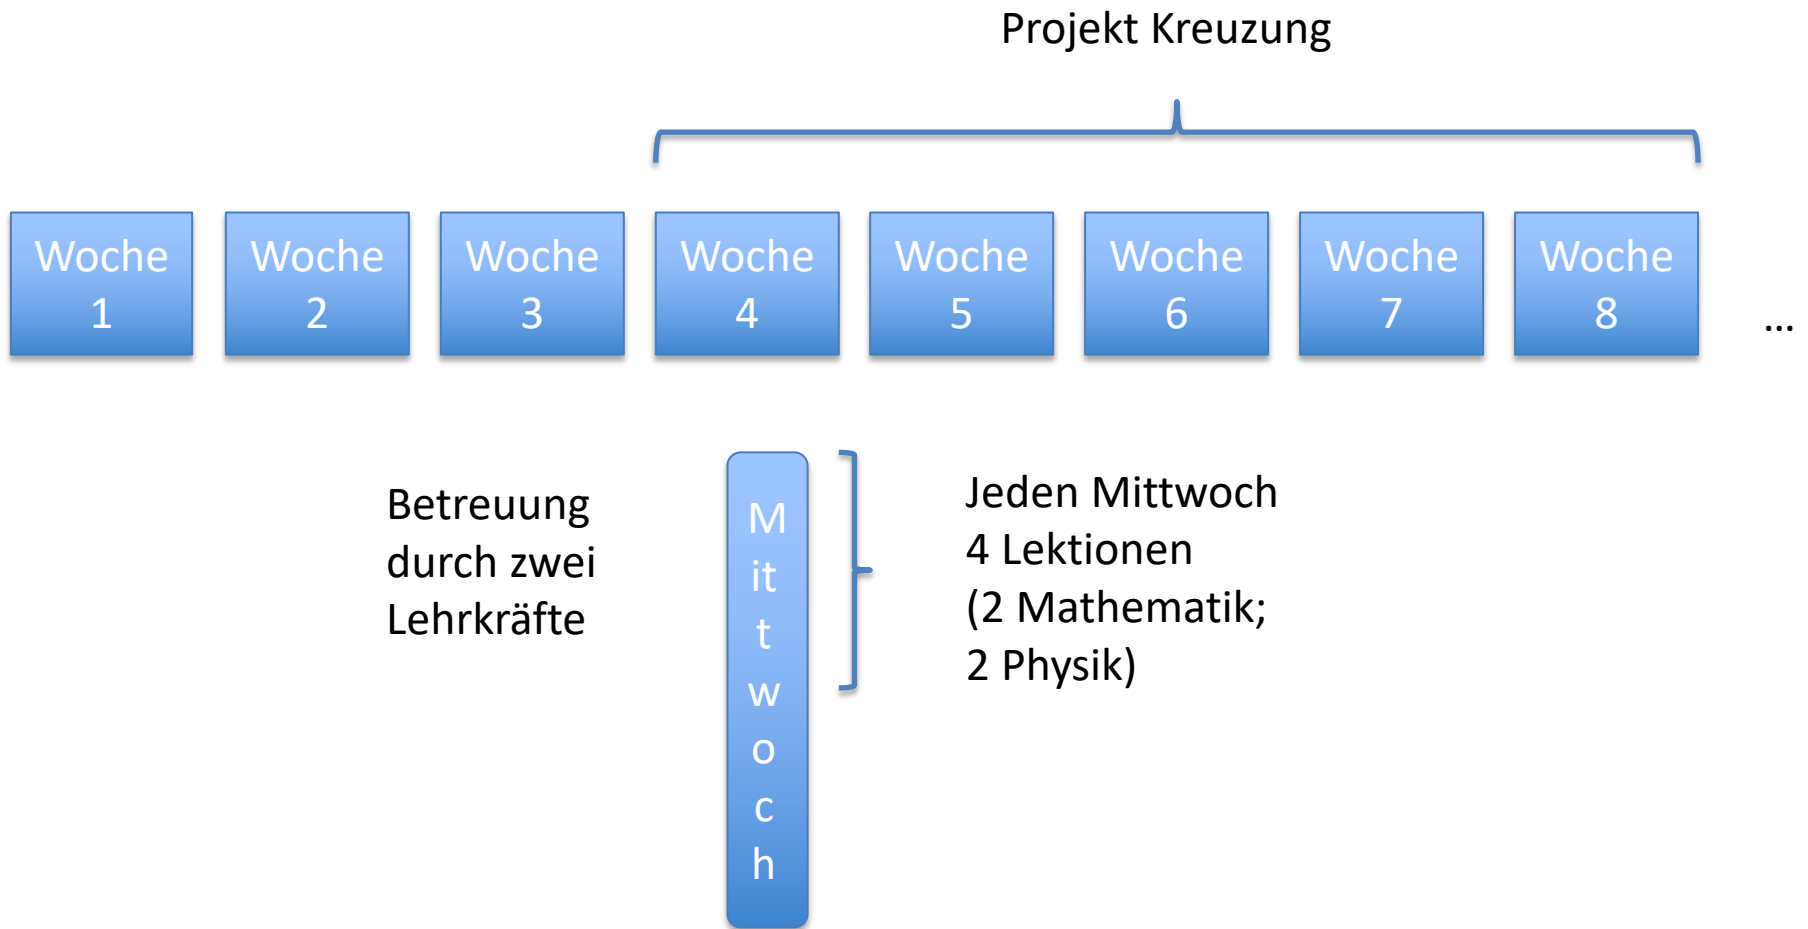 Projekt Kreuzung
Woche
1
Woche
2
Woche
3
Woche
4
Woche
5
Woche
6
Woche
7
Woche
8
...
Betreuung
durch zwei
Lehrkräfte
M
it
t
w
o
c
h
Jeden Mittwoch
4 Lektionen
(2 Mathematik;
2 Physik)